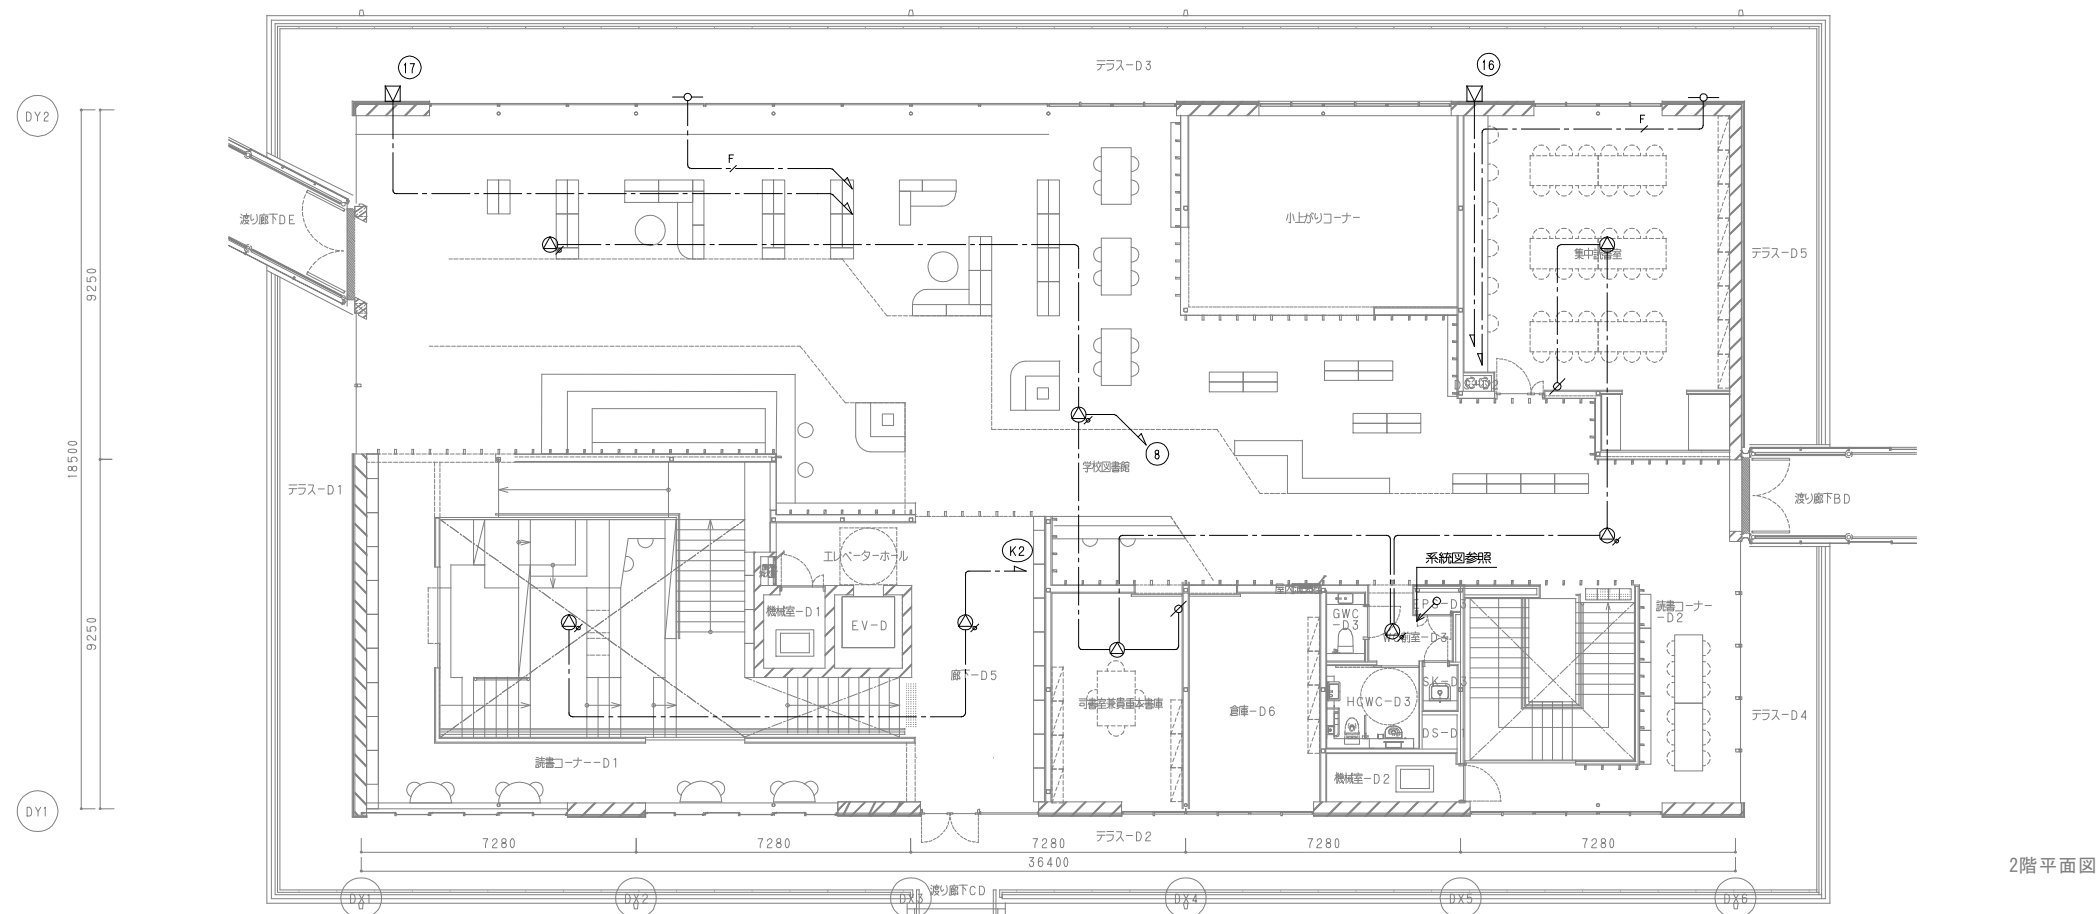 17
テラス-D3
16
DY2
F
F
渡り廊下DE
小上がりコーナー
集中読書室
テラス-D5
9250
18500
8
学校図書館
テラス-D1
渡り廊下BD
K2
エレベーターホール
系統図参照
機械室-D1
EV-D
GWC
-D3
EPS-D3
前室-D3
読書コーナー
-D2
9250
廊下-D5
司書室兼貴重本書庫
倉庫-D6
HCWC-D3
SK-D3
DS-D1
テラス-D4
読書コーナー-D1
機械室-D2
DY1
テラス-D2
7280
7280
7280
7280
7280
36400
2階平面図
渡り廊下CD
DX1
DX2
DX3
DX4
DX5
DX6